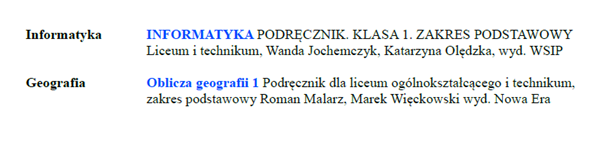 Informatyka INFORMATYKA PODRĘCZNIK. KLASA 1. ZAKRES PODSTAWOWY
Liceum i technikum, Wanda Jochemczyk, Katarzyna Olędzka, wyd. WSIP
Geografia Oblicza geografii 1 Podręcznik dla liceum ogólnokształcącego i technikum,
zakres podstawowy Roman Malarz, Marek Więckowski wyd. Nowa Era